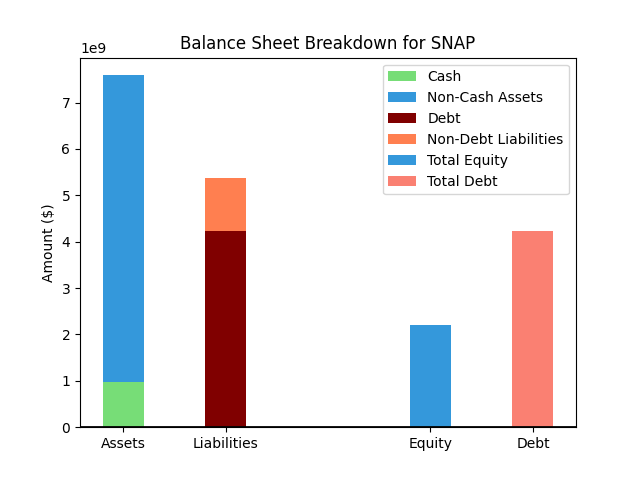 Balance Sheet Breakdown for SNAP
1e9
Cash
Non-Cash Assets
Debt
Non-Debt Liabilities
Total Equity
Total Debt
7
6
5
4
3
2
1
0
Amount ($)
Assets Liabilities Equity Debt